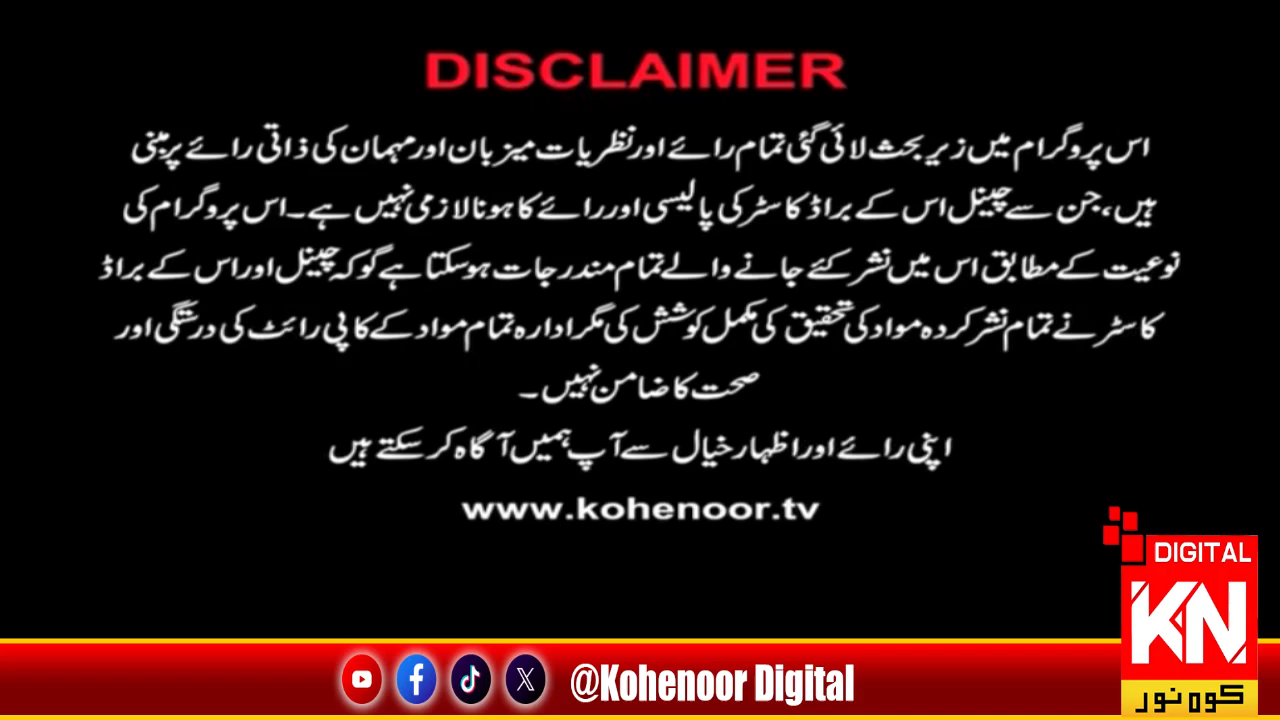 DISCLAIMER
اس پروگرام میں زیر بحث لائی گئی تمام رائے اور نظریات میزبان اور مہمان کی ذاتی رائے پر مبنی
ہیں، جن سے چینل اس کے براڈ کاسٹر کی پالیسی اور رائے کا ہونا لازمی نہیں ہے۔ اس پروگرام کی
نوعیت کے مطابق اس میں نشر کئے جانے والے تمام مندرجات ہو سکتا ہے گو کہ چینل اور اس کے براڈ
کاسٹر نے تمام نشر کردہ مواد کی تحقیق کی مکمل کوشش کی مگر ادارہ تمام مواد کے کاپی رائٹ کی درستگی اور
صحت کا ضامن نہیں ۔
اپنی رائے اور اظہار خیال سے آپ ہمیں آگاہ کر سکتے ہیں
www.kohenoor.tv
DIGITAL
KN
کوہ نور
@Kohenoor Digital